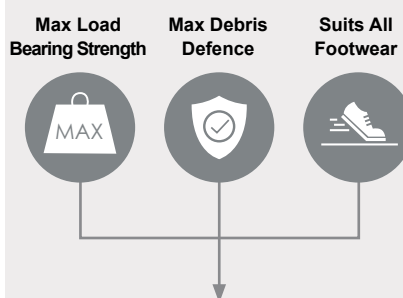 Max Load
Bearing Strength
Max Debris
Defence
Suits All
Footwear
MAX